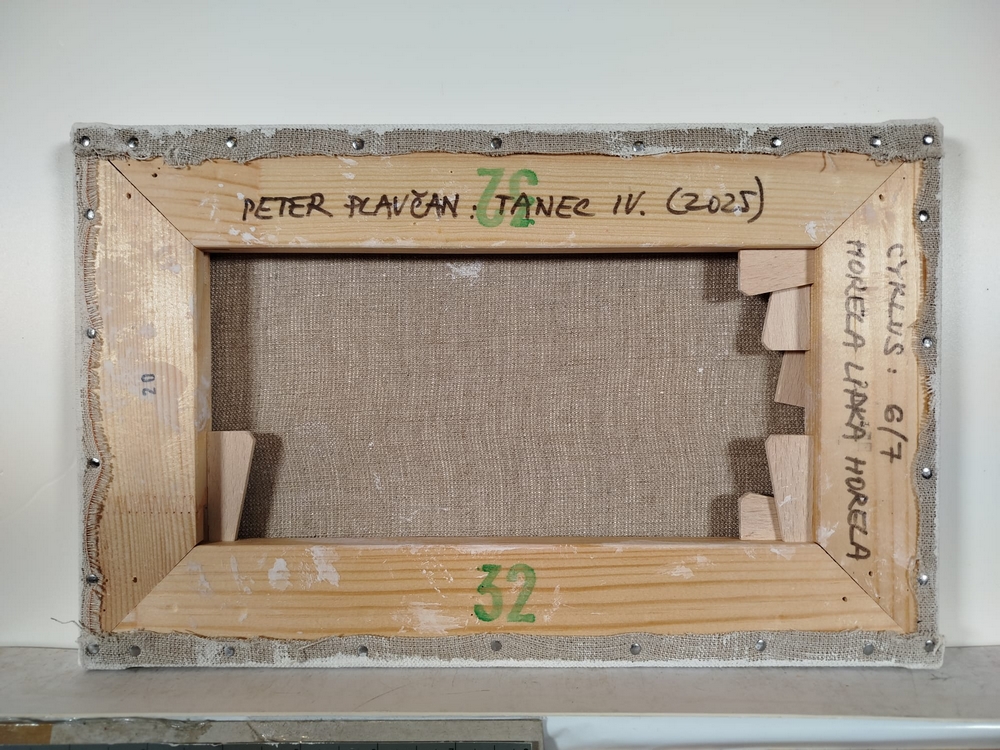 32
PETER PLAVČAN: TANEC IV. (2025)
CYKLUS: 6/7
HORELA LIPKA HORELA
20
32